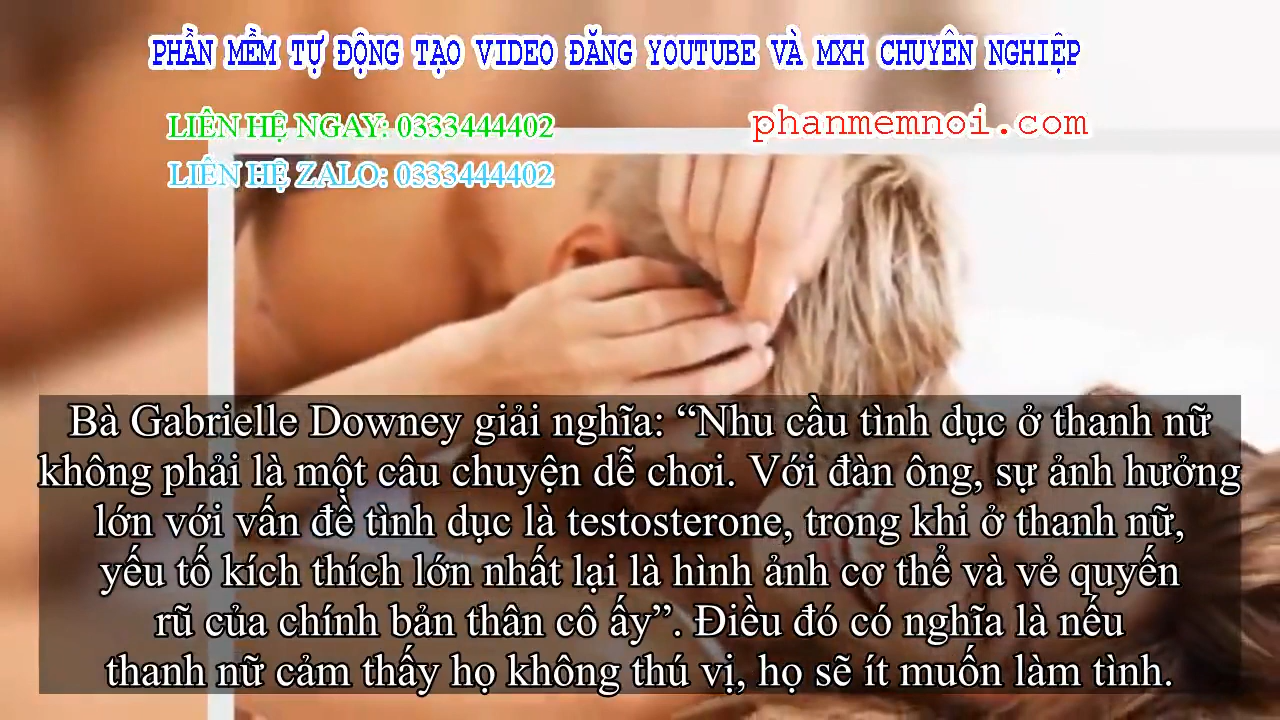 PHẦN MỀM TỰ ĐỘNG TẠO VIDEO ĐĂNG YOUTUBE VÀ MXH CHUYÊN NGHIỆP
LIÊN HỆ NGAY: 0333444402
phanmemnoi.com
LIÊN HỆ ZALO: 0333444402
Bà Gabrielle Downey giải nghĩa: “Nhu cầu tình dục ở thanh nữ
không phải là một câu chuyện dễ chơi. Với đàn ông, sự ảnh hưởng
lớn với vấn đề tình dục là testosterone, trong khi ở thanh nữ,
yếu tố kích thích lớn nhất lại là hình ảnh cơ thể và vẻ quyến
rũ của chính bản thân cô ấy”. Điều đó có nghĩa là nếu
thanh nữ cảm thấy họ không thú vị, họ sẽ ít muốn làm tình.